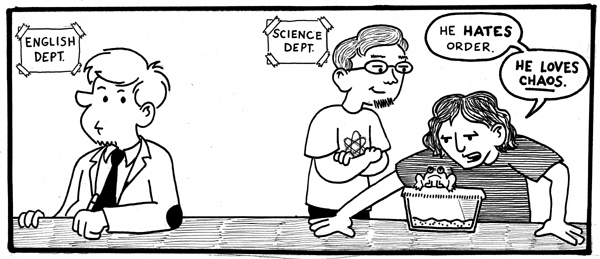 ENGLISH
DEPT.
SCIENCE
DEPT.
HE HATES
ORDER.
HE LOVES
CHAOS.